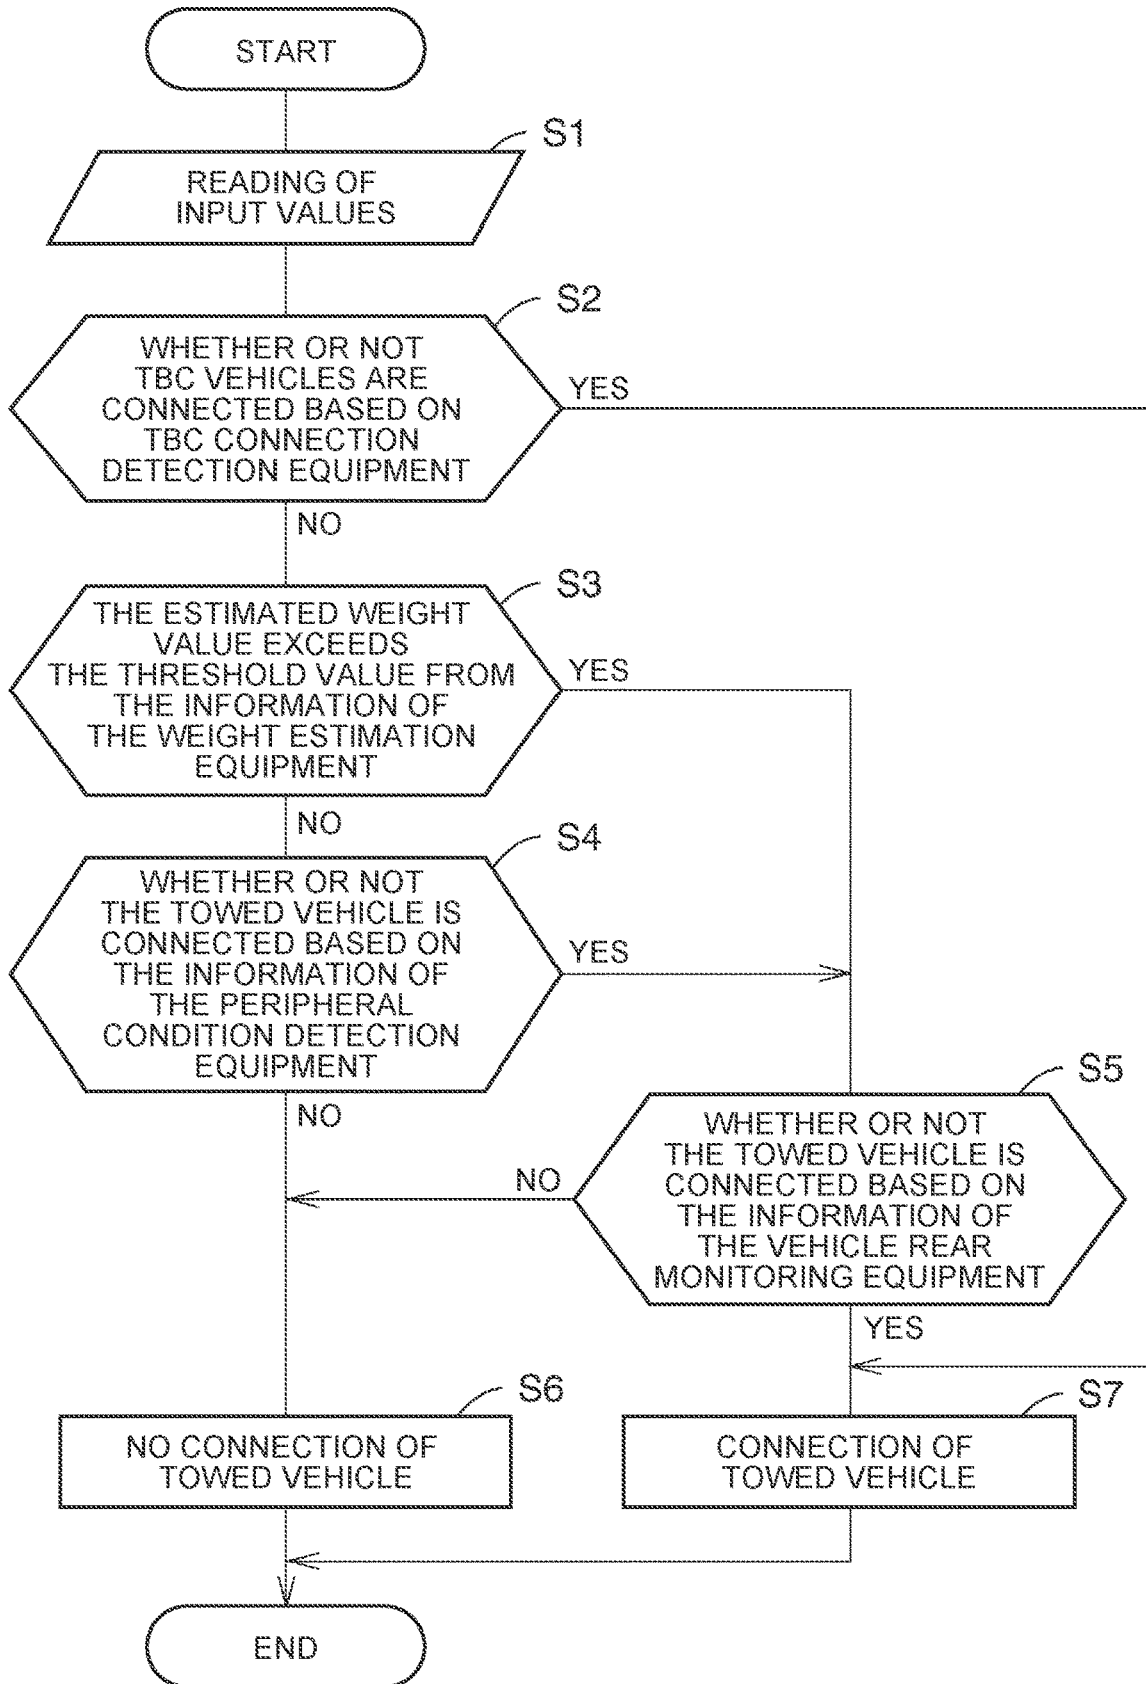 START
S1
READING OF
INPUT VALUES
S2
WHETHER OR NOT
TBC VEHICLES ARE
CONNECTED BASED ON
TBC CONNECTION
DETECTION EQUIPMENT
YES
NO
S3
THE ESTIMATED WEIGHT
VALUE EXCEEDS
THE THRESHOLD VALUE FROM
THE INFORMATION OF
THE WEIGHT ESTIMATION
EQUIPMENT
YES
NO
S4
WHETHER OR NOT
THE TOWED VEHICLE IS
CONNECTED BASED ON
THE INFORMATION OF
THE PERIPHERAL
CONDITION DETECTION
EQUIPMENT
YES
NO
S5
WHETHER OR NOT
THE TOWED VEHICLE IS
CONNECTED BASED ON
THE INFORMATION OF
THE VEHICLE REAR
MONITORING EQUIPMENT
NO
YES
S6
NO CONNECTION OF
TOWED VEHICLE
S7
CONNECTION OF
TOWED VEHICLE
END